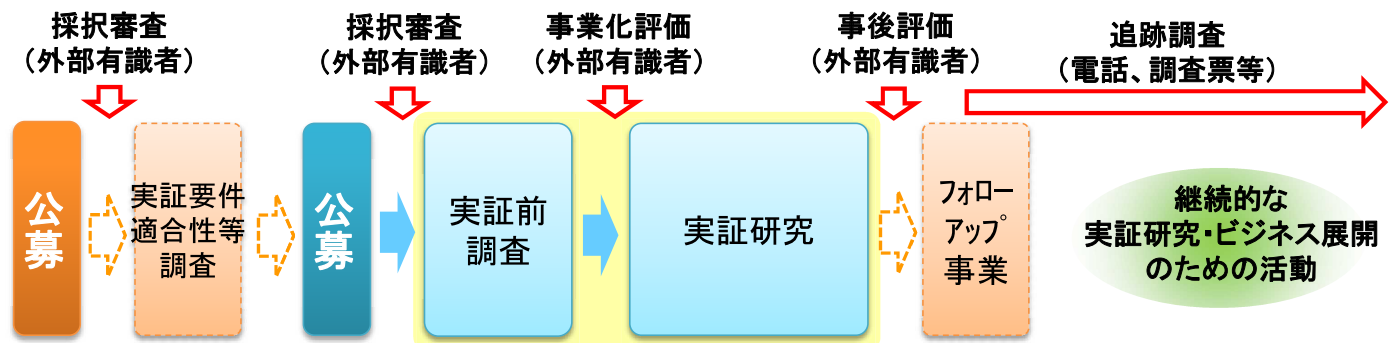 採択審査
（外部有識者）
採択審査
（外部有識者）
事業化評価
（外部有識者）
事後評価
（外部有識者）
追跡調査
（電話、調査票等）
公募
実証要件
適合性等
調査
公募
実証前
調査
実証研究
フォロー
アップ
事業
継続的な
実証研究・ビジネス展開
のための活動